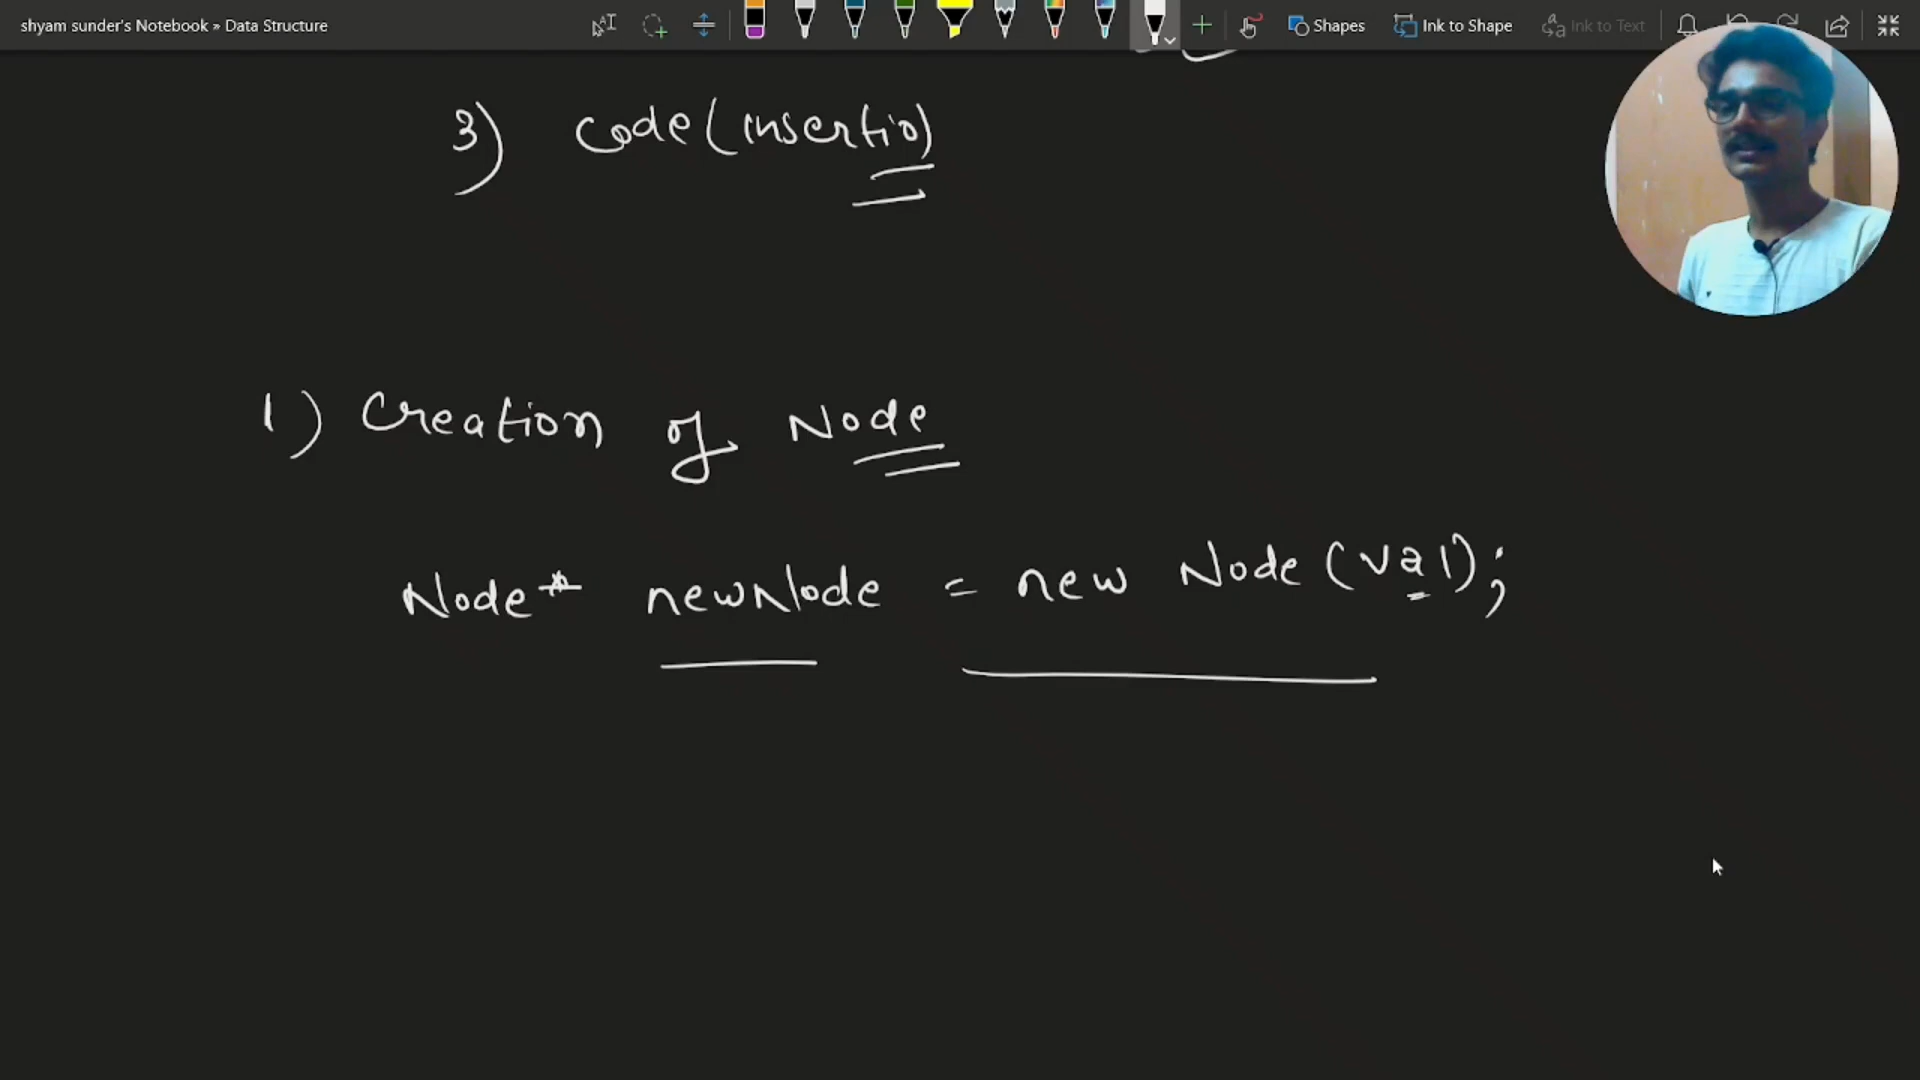 shyam sunder's Notebook » Data Structure
Shapes
Ink to Shape
Ink to Text
3) Code(insertio)
1) Creation of Node
Node* newNode = new Node(val);